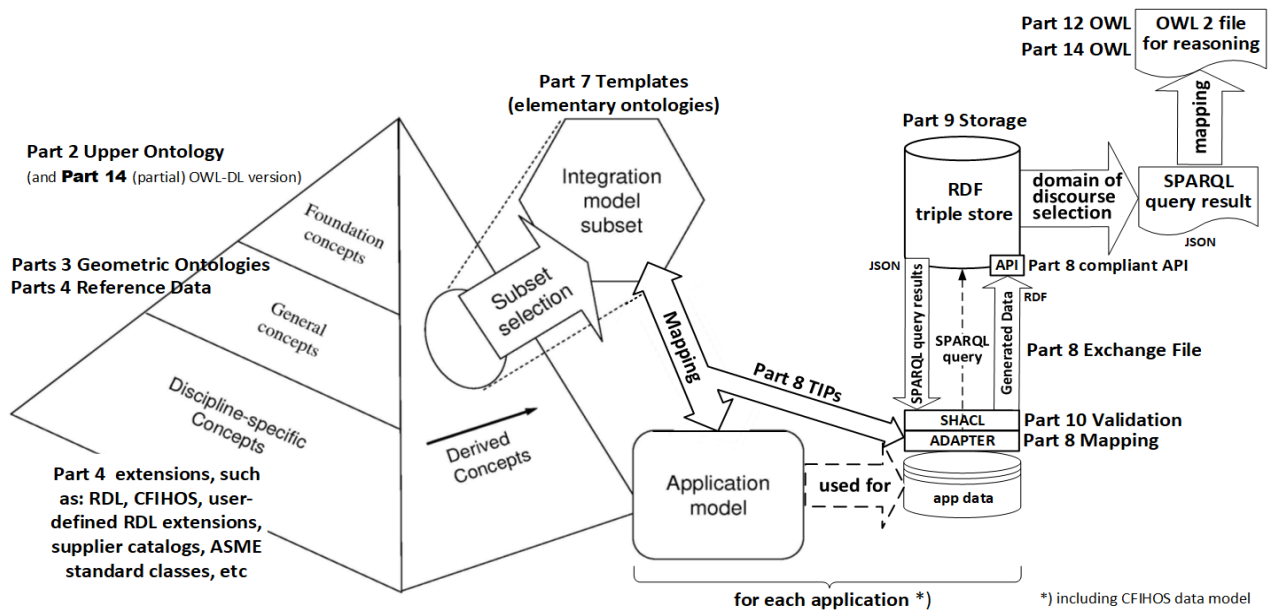 Part 12 OWL
Part 14 OWL
OWL 2 file
for reasoning
mapping
Part 7 Templates
(elementary ontologies)
Part 9 Storage
Part 2 Upper Ontology
(and Part 14 (partial) OWL-DL version)
Integration
model
subset
RDF
triple store
domain of
discourse
selection
SPARQL
query result
JSON
Foundation
concepts
Parts 3 Geometric Ontologies
Parts 4 Reference Data
JSON
API
Part 8 compliant API
Subset
selection
General
concepts
RDF
Mapping
SPARQL query results
SPARQL
query
Generated Data
Part 8 Exchange File
Part 8 TIPs
Discipline-specific
Concepts
SHACL
Part 10 Validation
ADAPTER
Part 8 Mapping
Derived
Concepts
Part 4  extensions, such
as: RDL, CFIHOS, user-
defined RDL extensions,
supplier catalogs, ASME
standard classes, etc
Application
model
used for
app data
for each application *)
*) including CFIHOS data model